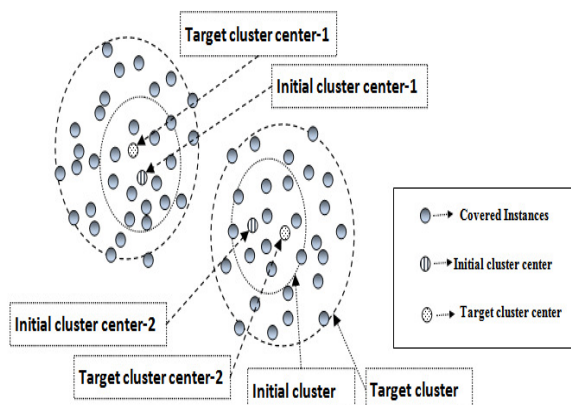 Target cluster center-1
Initial cluster center-1
Covered Instances
Initial cluster center
Target cluster center
Initial cluster center-2
Target cluster center-2
Initial cluster
Target cluster